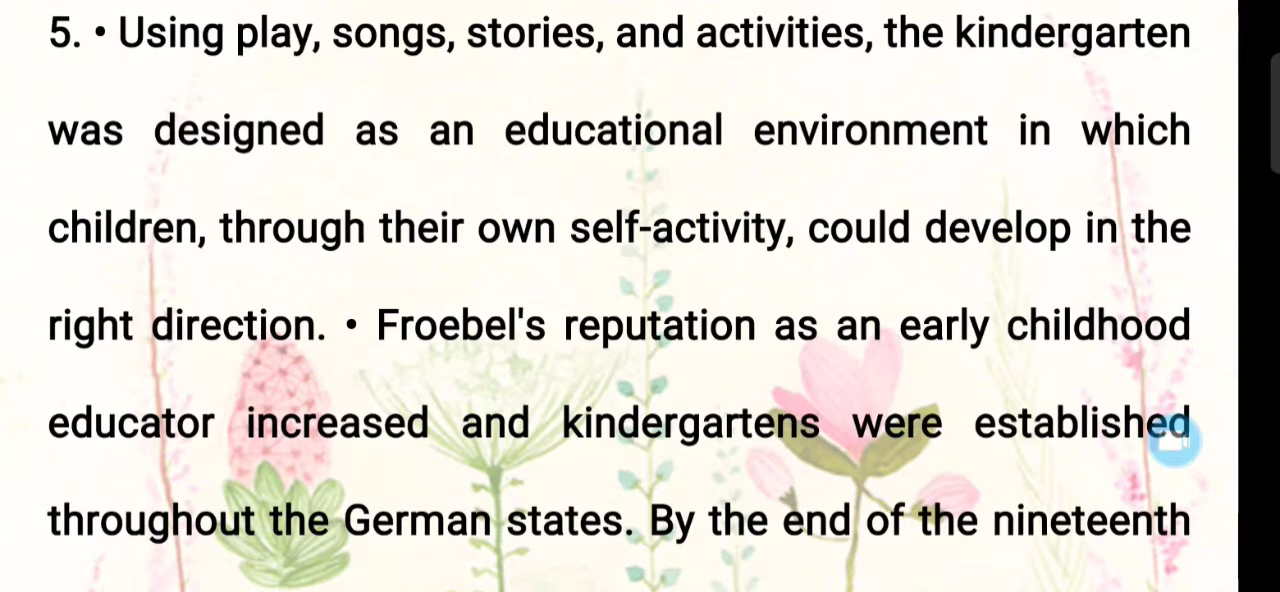 5. • Using play, songs, stories, and activities, the kindergarten
was designed as an educational environment in which
children, through their own self-activity, could develop in the
right direction. • Froebel's reputation as an early childhood
educator increased and kindergartens were established
throughout the German states. By the end of the nineteenth